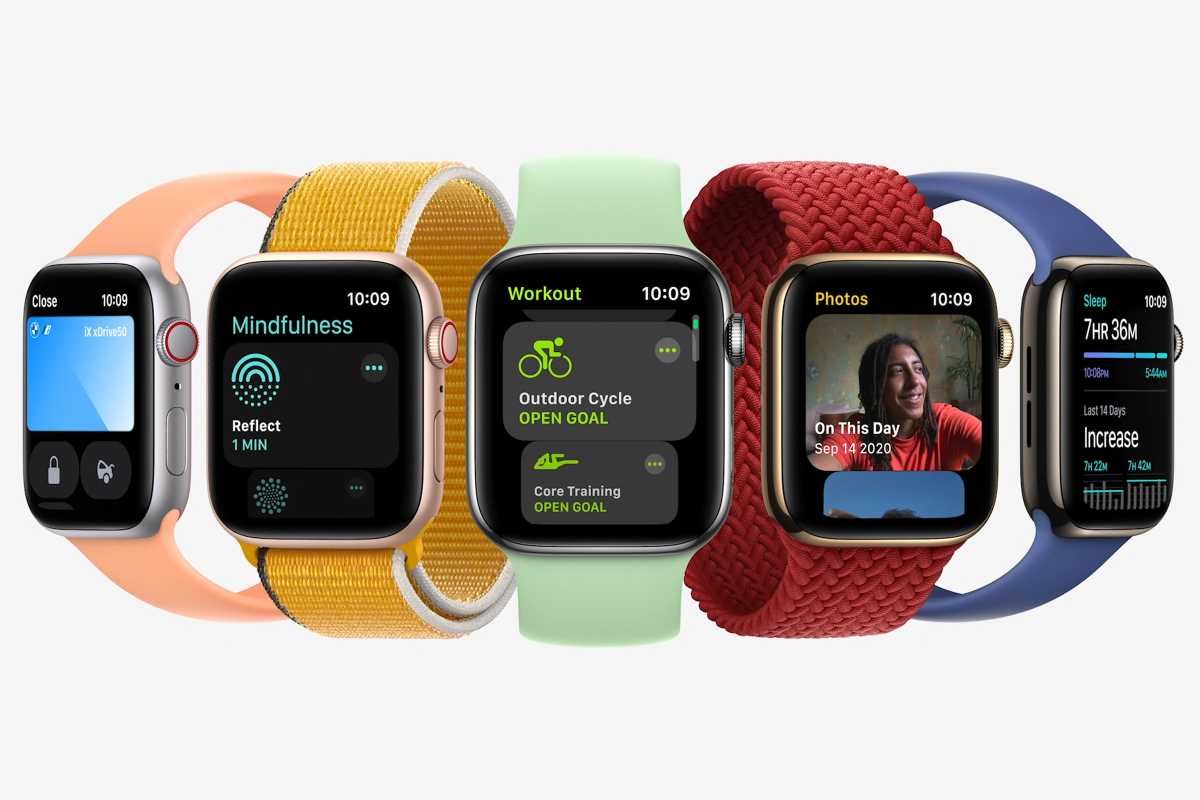 Close
10:09
iX xDrive50
10:09
Mindfulness
Reflect
1 MIN
Workout
10:09
Outdoor Cycle
OPEN GOAL
Core Training
OPEN GOAL
Photos
10:09
On This Day
Sep 14 2020
Sleep
10:09
7HR 36M
10:08PM
5:44AM
Last 14 Days
Increase
7h 22M
7h 42M